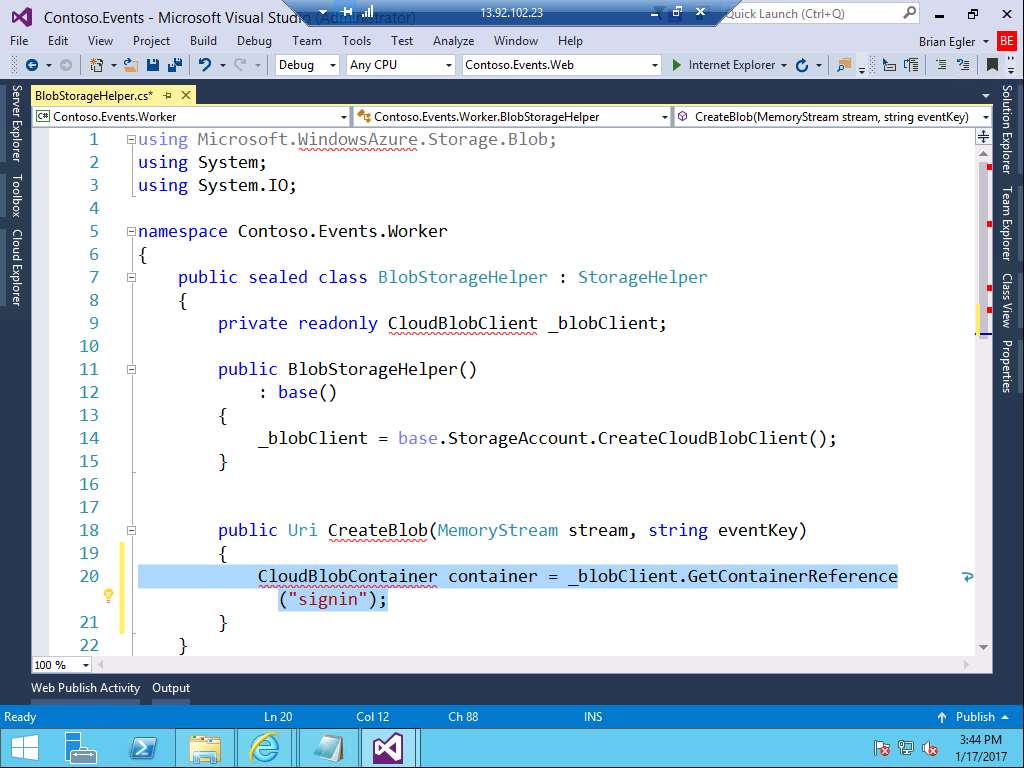 Contoso.Events - Microsoft Visual Studio (Administrator)
13.92.102.23
Quick Launch (Ctrl+Q)
File Edit View Project Build Debug Team Tools Test Analyze Window Help
Brian Egler BE
Debug Any CPU Contoso.Events.Web Internet Explorer
Server Explorer
Toolbox
Cloud Explorer
BlobStorageHelper.cs*
C# Contoso.Events.Worker Contoso.Events.Worker.BlobStorageHelper CreateBlob(MemoryStream stream, string eventKey)
1 using Microsoft.WindowsAzure.Storage.Blob;
2 using System;
3 using System.IO;
4
5 namespace Contoso.Events.Worker
6 {
7 public sealed class BlobStorageHelper : StorageHelper
8 {
9 private readonly CloudBlobClient _blobClient;
10
11 public BlobStorageHelper()
12 : base()
13 {
14 _blobClient = base.StorageAccount.CreateCloudBlobClient();
15 }
16
17
18 public Uri CreateBlob(MemoryStream stream, string eventKey)
19 {
20 CloudBlobContainer container = _blobClient.GetContainerReference
("signin");
21 }
22 }
Solution Explorer
Team Explorer
Class View
Properties
100 %
Web Publish Activity Output
Ready Ln 20 Col 12 Ch 88 INS Publish
3:44 PM
1/17/2017